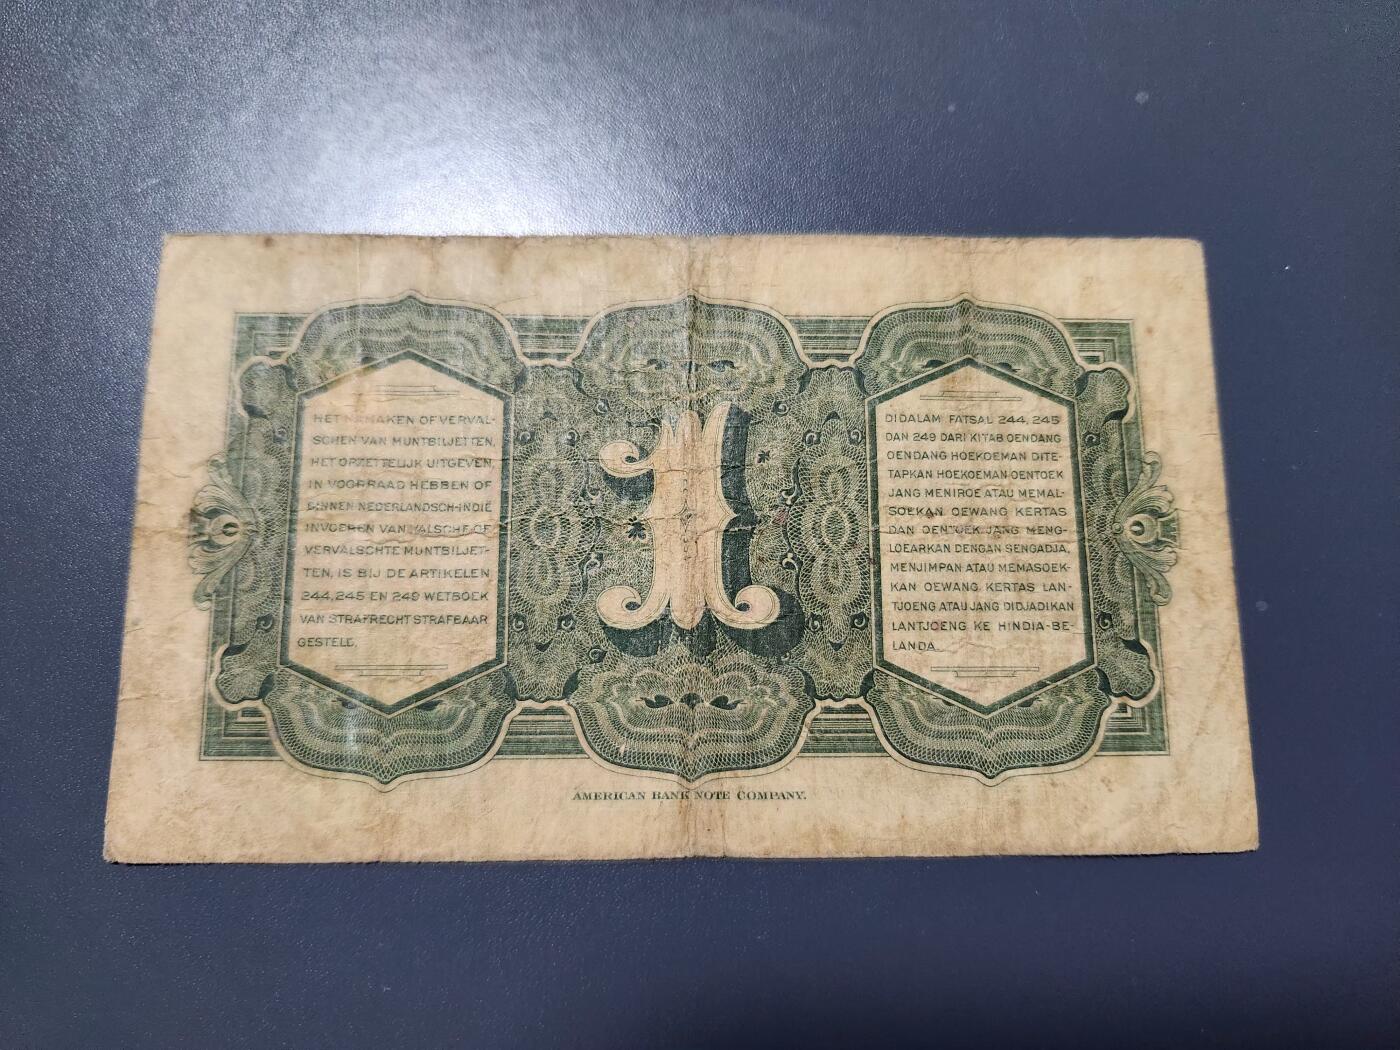 HET NAMAKEN OF VERVAL-
SCHEN VAN MUNTBILJETTEN,
HET OPZETTELIJK UITGEVEN,
IN VOORRAAD HEBBEN OF
BINNEN NEDERLANDSCH-INDIË
INVOEREN VAN VALSCHE OF
VERVALSCHTE MUNTBILJET-
TEN, IS BIJ DE ARTIKELEN
244, 245 EN 249 WETBOEK
VAN STRAFRECHT STRAFBAAR
GESTELD.
1
DIDALAM FATSAL 244, 245
DAN 249 DARI KITAB OENDANG
OENDANG HOEKOEMAN DITE-
TAPKAN HOEKOEMAN OENTOEK
JANG MENIROE ATAU MEMAL-
SOEKAN OEWANG KERTAS
DAN OENTOEK JANG MENG-
LOEARKAN DENGAN SENGADJA,
MENJIMPAN ATAU MEMASOEK-
KAN OEWANG KERTAS LAN-
TJOENG ATAU JANG DIDJADIKAN
LANTJOENG KE HINDIA-BE-
LANDA.
AMERICAN BANK NOTE COMPANY.